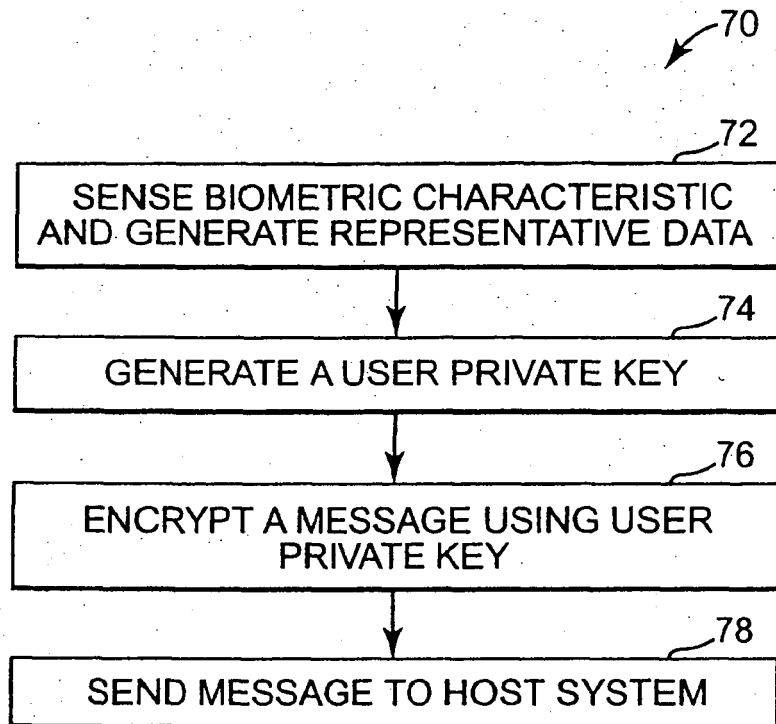 70
72
SENSE BIOMETRIC CHARACTERISTIC
AND GENERATE REPRESENTATIVE DATA
74
GENERATE A USER PRIVATE KEY
76
ENCRYPT A MESSAGE USING USER
PRIVATE KEY
78
SEND MESSAGE TO HOST SYSTEM